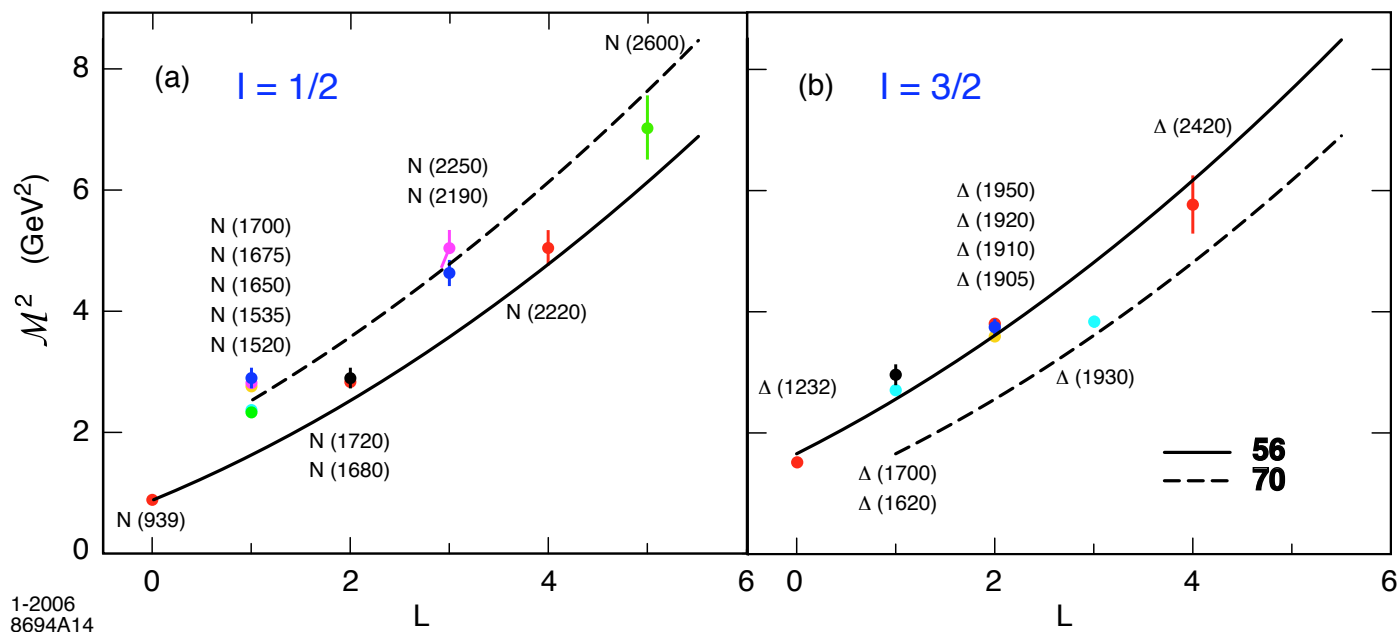 (a)
I = 1/2
N (2600)
N (2250)
N (2190)
N (1700)
N (1675)
N (1650)
N (1535)
N (1520)
N (2220)
N (1720)
N (1680)
N (939)
8
6
4
2
0
ℳ² (GeV²)
0
2
4
6
L
(b)
I = 3/2
Δ (2420)
Δ (1950)
Δ (1920)
Δ (1910)
Δ (1905)
Δ (1232)
Δ (1930)
Δ (1700)
Δ (1620)
56
70
0
2
4
6
L
1-2006
8694A14